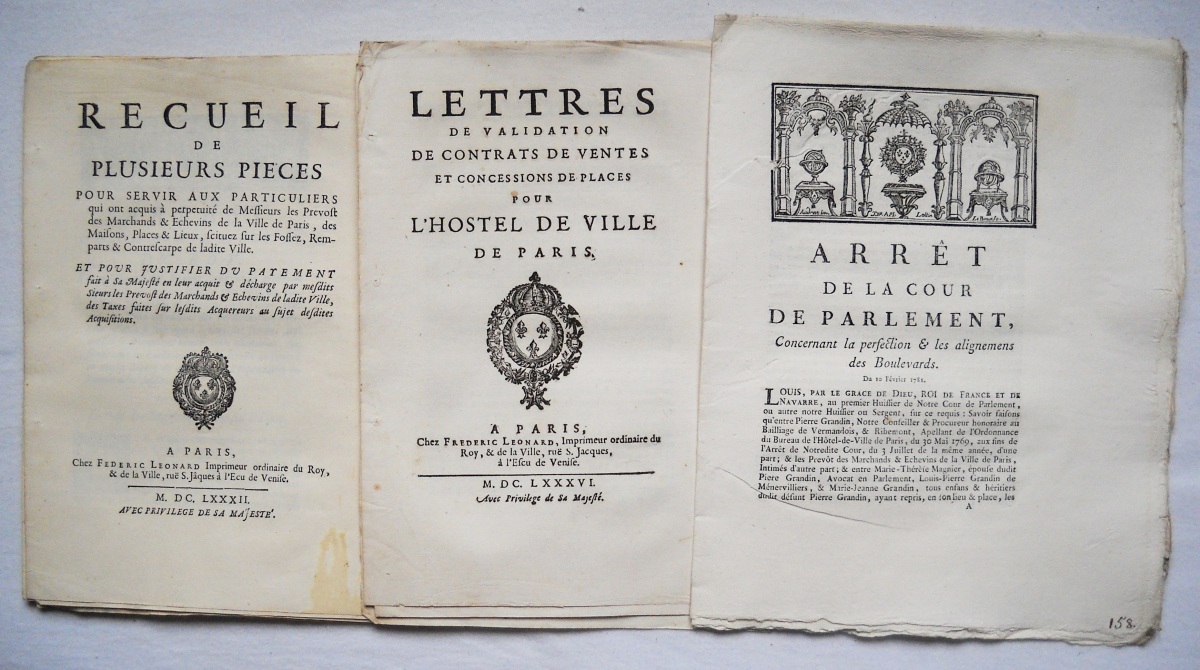 RECUEIL
DE
PLUSIEURS PIECES
POUR SERVIR AUX PARTICULIERS
qui ont acquis à perpetuité de Messieurs les Prevost
des Marchands & Echevins de la Ville de Paris, des
Maisons, Places & Lieux, scituez sur les Fossez, Rem-
parts & Contrescarpe de ladite Ville.
ET POUR JUSTIFIER DU PAYEMENT
fait à Sa Majesté en leur acquit & décharge par mesdits
Sieurs les Prevost des Marchands & Echevins de ladite Ville,
des Taxes faites sur lesdits Acquereurs au sujet desdites
Acquisitions.
A PARIS,
Chez FEDERIC LEONARD Imprimeur ordinaire du Roy,
& de la Ville, ruë S. Jâques à l'Ecu de Venise.
M. DC. LXXXII.
AVEC PRIVILEGE DE SA MAJESTÉ.
LETTRES
DE VALIDATION
DE CONTRATS DE VENTES
ET CONCESSIONS DE PLACES
POUR
L'HOSTEL DE VILLE
DE PARIS.
A PARIS,
Chez FREDERIC LEONARD, Imprimeur ordinaire du
Roy, & de la Ville, ruë S. Jacques,
à l'Escu de Venise.
M. DC. LXXXVI.
Avec Privilege de Sa Majesté.
ARRÊT
DE LA COUR
DE PARLEMENT,
Concernant la perfection & les alignemens
des Boulevards.
Du 10 Février 1781.
LOUIS, PAR LE GRACE DE DIEU, ROI DE FRANCE ET DE
NAVARRE, au premier Huissier de Notre Cour de Parlement,
ou autre notre Huissier ou Sergent, sur ce requis : Savoir faisons
qu'entre Pierre Grandin, Notre Conseiller & Procureur honoraire au
Bailliage de Vermandois, & Ribemont, Apellant de l'Ordonnance
du Bureau de l'Hôtel-de-Ville de Paris, du 30 Mai 1769, aux fins de
l'Arrêt de Notredite Cour, du 3 Juillet de la même année, d'une
part; & les Prevôt des Marchands & Echevins de la Ville de Paris,
Intimés d'autre part; & entre Marie-Thérèse Magnier, épouse dudit
Piere Grandin, Avocat en Parlement, Louis-Pierre Grandin de
Ménervilliers, & Marie-Jeanne Grandin, tous enfans & héritiers
dudit défunt Pierre Grandin, ayant repris, en son lieu & place, les
A
158.